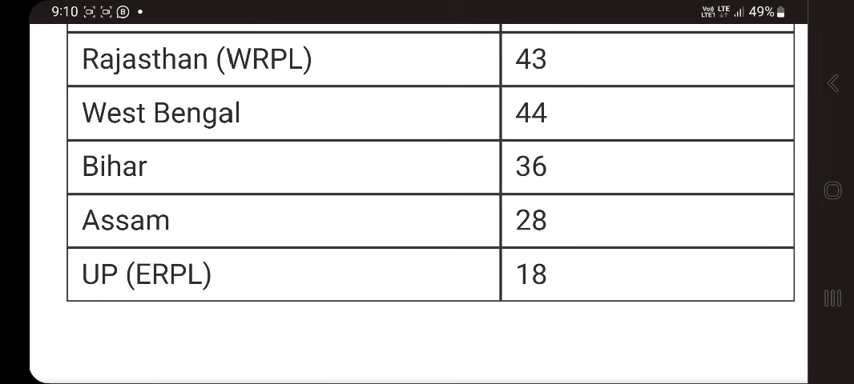 9:10 49%
Rajasthan (WRPL) 43
West Bengal 44
Bihar 36
Assam 28
UP (ERPL) 18